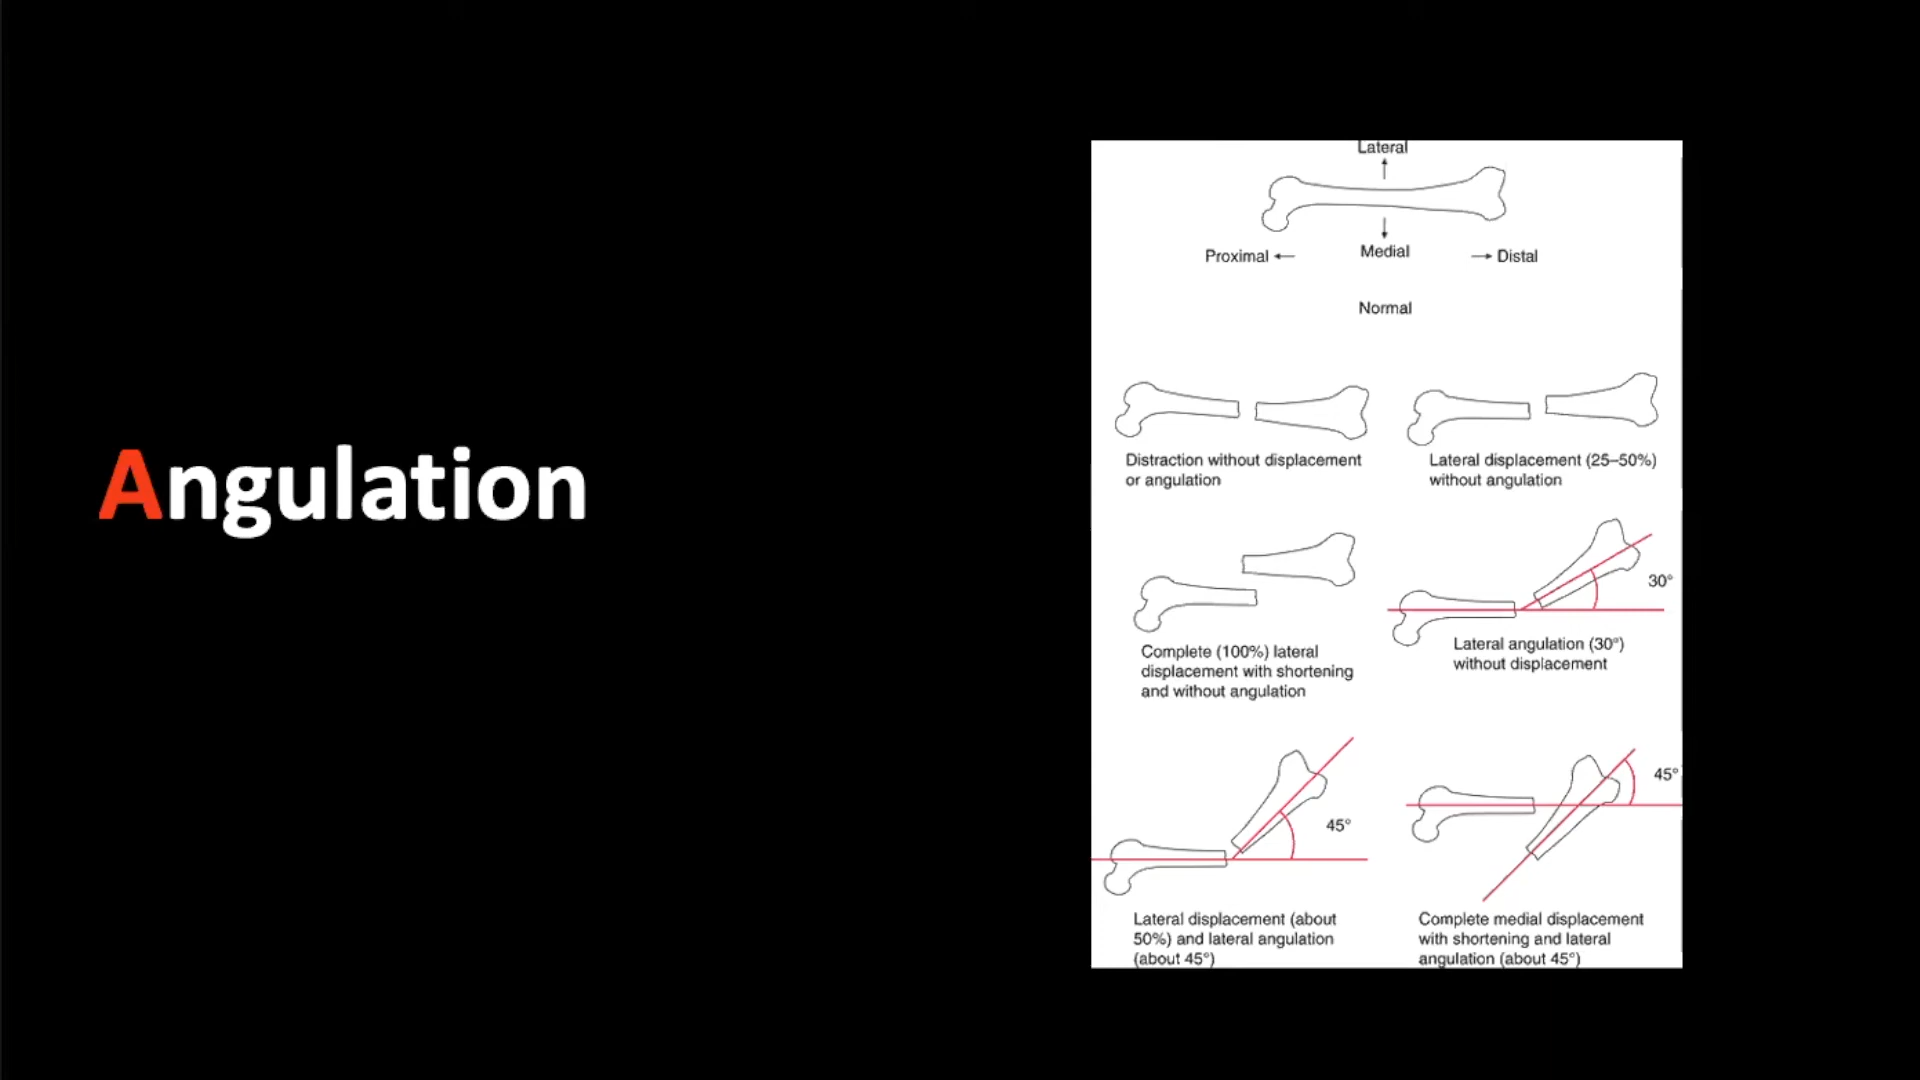 Angulation
Lateral
Medial
Proximal
Distal
Normal
Distraction without displacement
or angulation
Lateral displacement (25–50%)
without angulation
Complete (100%) lateral
displacement with shortening
and without angulation
30°
Lateral angulation (30°)
without displacement
45°
Lateral displacement (about
50%) and lateral angulation
(about 45°)
45°
Complete medial displacement
with shortening and lateral
angulation (about 45°)